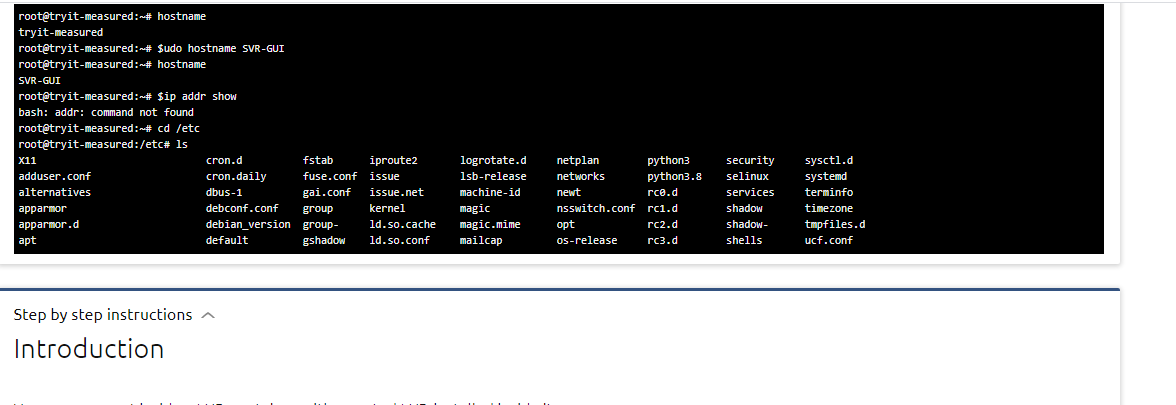 root@tryit-measured:~# hostname
tryit-measured
root@tryit-measured:~# $udo hostname SVR-GUI
root@tryit-measured:~# hostname
SVR-GUI
root@tryit-measured:~# $ip addr show
bash: addr: command not found
root@tryit-measured:~# cd /etc
root@tryit-measured:/etc# ls
X11 cron.d fstab iproute2 logrotate.d netplan python3 security sysctl.d
adduser.conf cron.daily fuse.conf issue lsb-release networks python3.8 selinux systemd
alternatives dbus-1 gai.conf issue.net machine-id newt rc0.d services terminfo
apparmor debconf.conf group kernel magic nsswitch.conf rc1.d shadow timezone
apparmor.d debian_version group- ld.so.cache magic.mime opt rc2.d shadow- tmpfiles.d
apt default gshadow ld.so.conf mailcap os-release rc3.d shells ucf.conf
Step by step instructions
Introduction